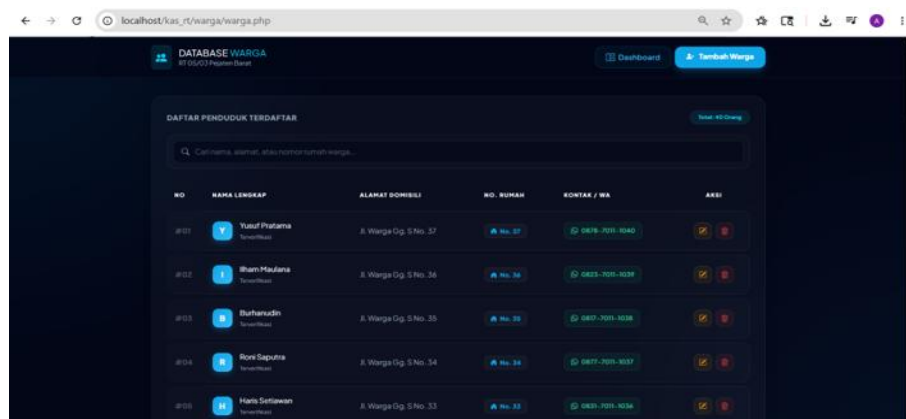 localhost/kas_rt/warga/warga.php
DATABASE WARGA
RT 05/03 Pejaten Barat
Dashboard
Tambah Warga
DAFTAR PENDUDUK TERDAFTAR
Total: 40 Orang
Cari nama, alamat, atau nomor rumah warga...
NO NAMA LENGKAP ALAMAT DOMISILI NO. RUMAH KONTAK / WA AKSI
#01 Y Yusuf Pratama Jl. Warga Gg. S No. 37 No. 37 0878-7011-1040
Terverifikasi
#02 I Ilham Maulana Jl. Warga Gg. S No. 36 No. 36 0823-7011-1039
Terverifikasi
#03 B Burhanudin Jl. Warga Gg. S No. 35 No. 35 0817-7011-1038
Terverifikasi
#04 R Roni Saputra Jl. Warga Gg. S No. 34 No. 34 0877-7011-1037
Terverifikasi
#05 H Haris Setiawan Jl. Warga Gg. S No. 33 No. 33 0831-7011-1036
Terverifikasi